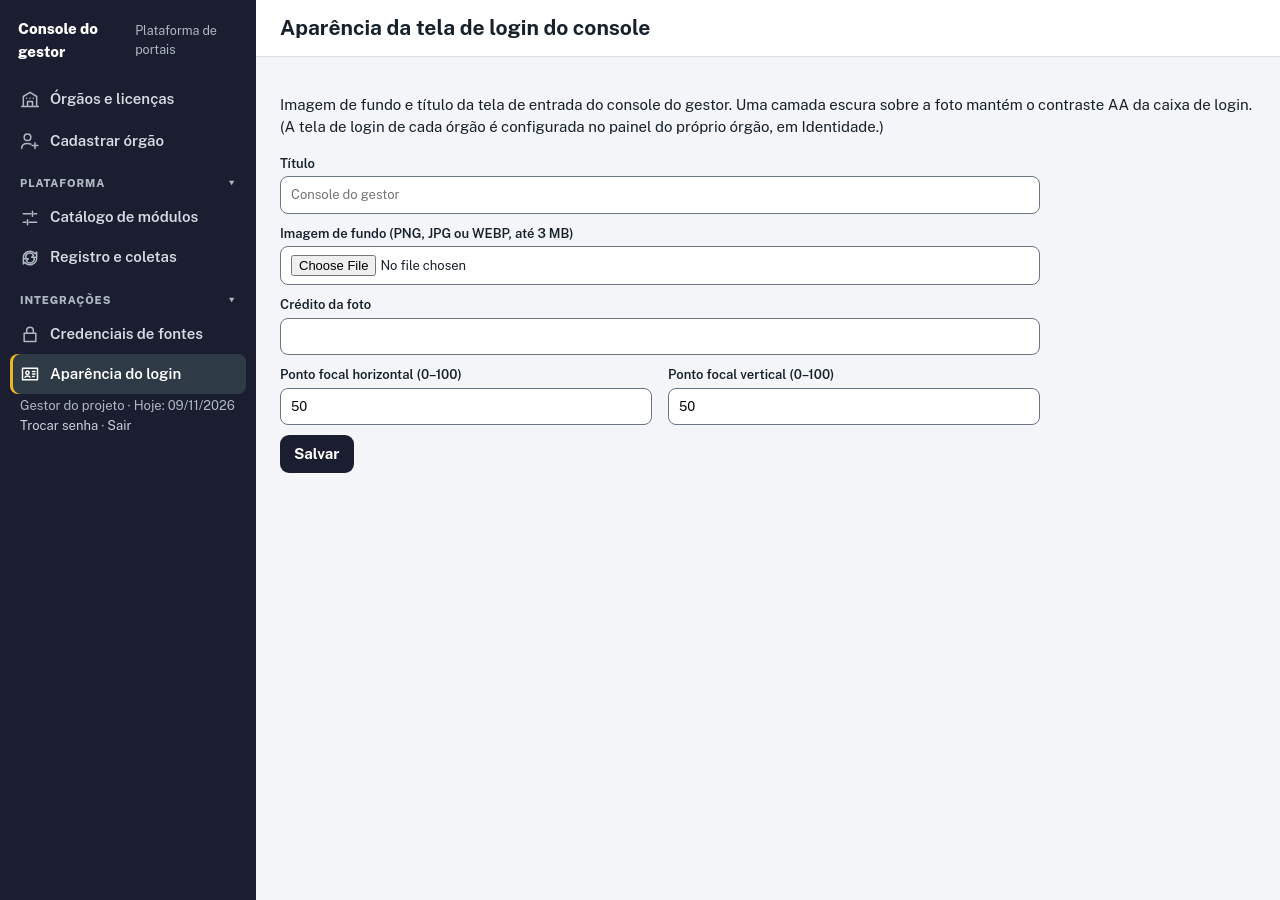 Console do gestor
Plataforma de portais
Órgãos e licenças
Cadastrar órgão
PLATAFORMA ▾
Catálogo de módulos
Registro e coletas
INTEGRAÇÕES ▾
Credenciais de fontes
Aparência do login
Gestor do projeto · Hoje: 09/11/2026
Trocar senha · Sair
Aparência da tela de login do console
Imagem de fundo e título da tela de entrada do console do gestor. Uma camada escura sobre a foto mantém o contraste AA da caixa de login.
(A tela de login de cada órgão é configurada no painel do próprio órgão, em Identidade.)
Título
Console do gestor
Imagem de fundo (PNG, JPG ou WEBP, até 3 MB)
Choose File No file chosen
Crédito da foto
Ponto focal horizontal (0–100)
50
Ponto focal vertical (0–100)
50
Salvar